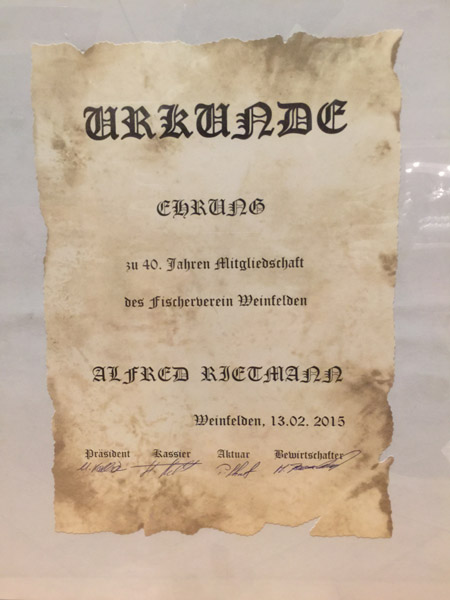 URKUNDE
EHRUNG
zu 40. Jahren Mitgliedschaft
des Fischerverein Weinfelden
ALFRED RIETMANN
Weinfelden, 13.02. 2015
Präsident Kassier Aktuar Bewirtschafter